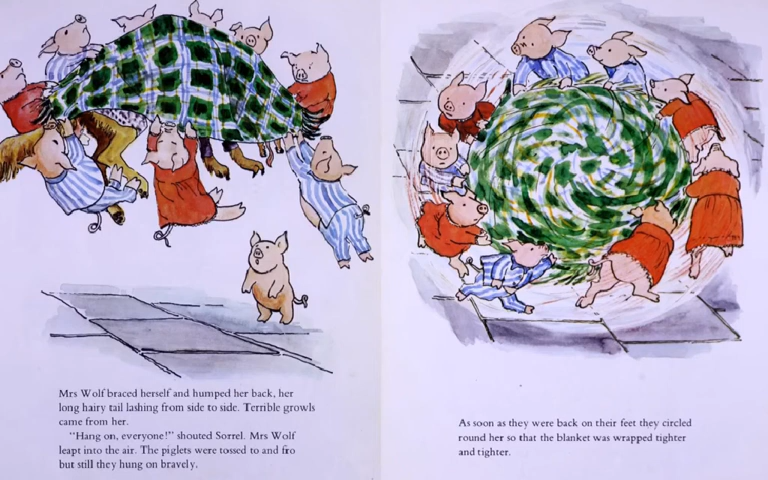 Mrs Wolf braced herself and humped her back, her
long hairy tail lashing from side to side. Terrible growls
came from her.
"Hang on, everyone!" shouted Sorrel. Mrs Wolf
leapt into the air. The piglets were tossed to and fro
but still they hung on bravely.
As soon as they were back on their feet they circled
round her so that the blanket was wrapped tighter
and tighter.